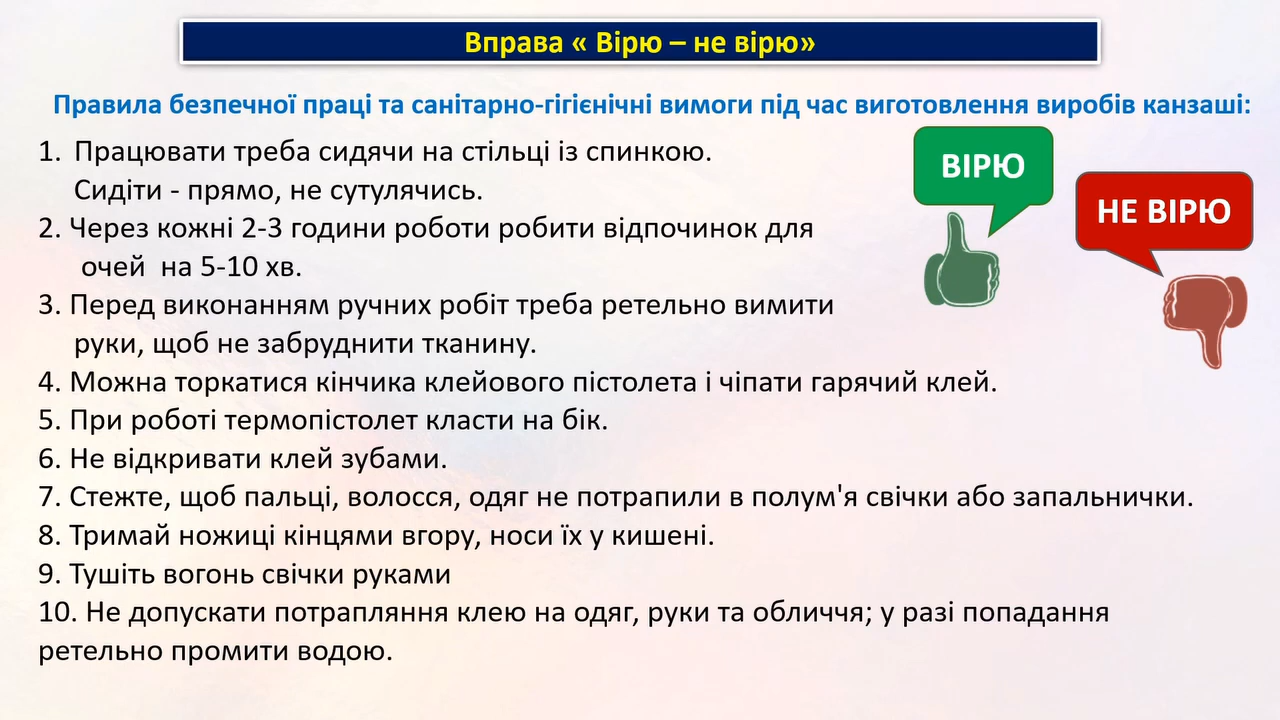 Вправа « Вірю – не вірю»
Правила безпечної праці та санітарно-гігієнічні вимоги під час виготовлення виробів канзаші:
1. Працювати треба сидячи на стільці із спинкою.
Сидіти - прямо, не сутулячись.
2. Через кожні 2-3 години роботи робити відпочинок для
очей на 5-10 хв.
3. Перед виконанням ручних робіт треба ретельно вимити
руки, щоб не забруднити тканину.
4. Можна торкатися кінчика клейового пістолета і чіпати гарячий клей.
5. При роботі термопістолет класти на бік.
6. Не відкривати клей зубами.
7. Стежте, щоб пальці, волосся, одяг не потрапили в полум'я свічки або запальнички.
8. Тримай ножиці кінцями вгору, носи їх у кишені.
9. Тушіть вогонь свічки руками
10. Не допускати потрапляння клею на одяг, руки та обличчя; у разі попадання
ретельно промити водою.
ВІРЮ
НЕ ВІРЮ